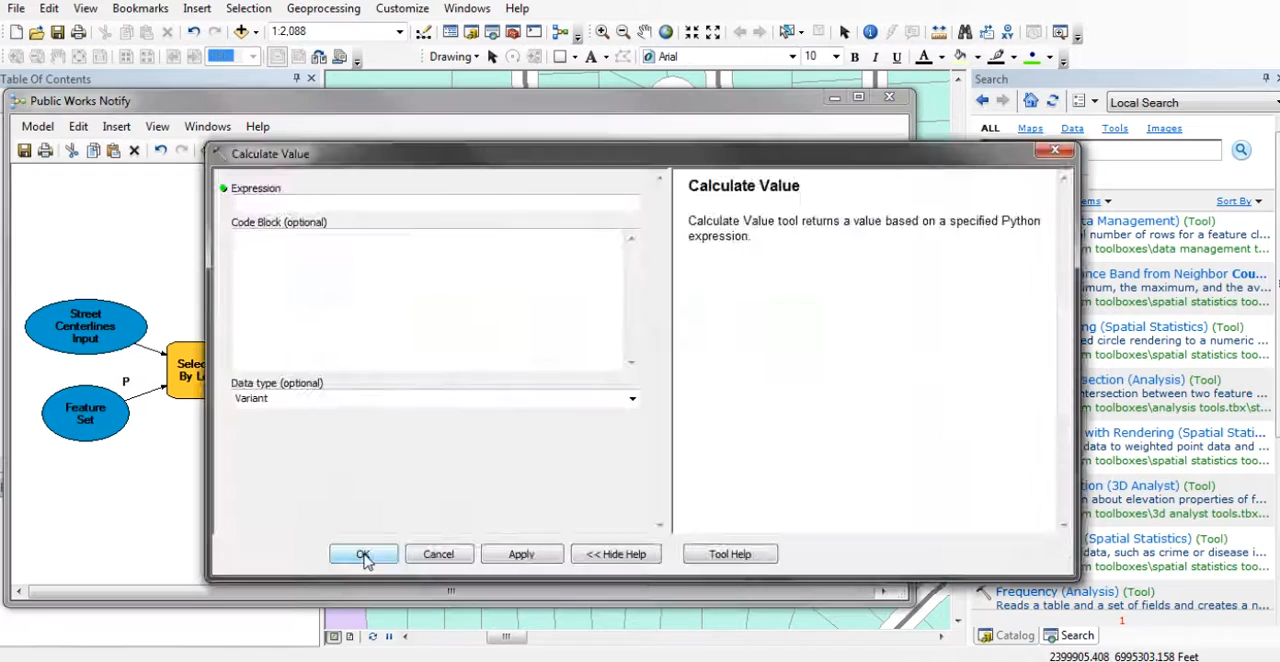 File Edit View Bookmarks Insert Selection Geoprocessing Customize Windows Help
1:2,088
Drawing Arial 10 B I U A
Table Of Contents
Public Works Notify
Model Edit Insert View Windows Help
Street
Centerlines
Input
P
Feature
Set
Selec
By Lo
Calculate Value
Expression
Code Block (optional)
Data type (optional)
Variant
OK Cancel Apply << Hide Help Tool Help
Calculate Value
Calculate Value tool returns a value based on a specified Python
expression.
Search
Local Search
ALL Maps Data Tools Images
ems Sort By
ta Management) (Tool)
l number of rows for a feature cl...
m toolboxes\data management t...
nce Band from Neighbor Cou...
mum, the maximum, and the av...
m toolboxes\spatial statistics too...
ng (Spatial Statistics) (Tool)
ed circle rendering to a numeric ...
m toolboxes\spatial statistics too...
section (Analysis) (Tool)
ntersection between two feature ...
m toolboxes\analysis tools.tbx\st...
with Rendering (Spatial Stati...
data to weighted point data and ...
m toolboxes\spatial statistics too...
tion (3D Analyst) (Tool)
n about elevation properties of f...
m toolboxes\3d analyst tools.tbx...
(Spatial Statistics) (Tool)
data, such as crime or disease i...
m toolboxes\spatial statistics too...
Frequency (Analysis) (Tool)
Reads a table and a set of fields and creates a n...
1
Catalog Search
2399905.408 6995303.158 Feet